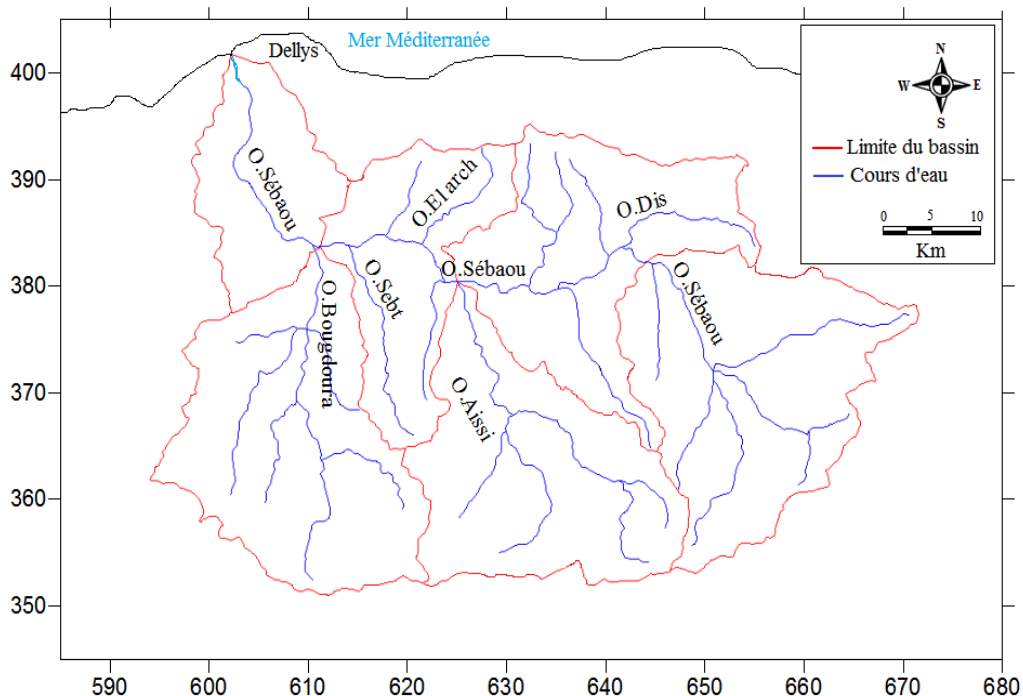 Mer Méditerranée
Dellys
N
W
E
S
Limite du bassin
Cours d'eau
0
5
10
Km
O.Sébaou
O.El arch
O.Dis
O.Sébaou
O.Sébaou
O.Sebt
O.Bougdoura
O.Aissi
400
390
380
370
360
350
590
600
610
620
630
640
650
660
670
680